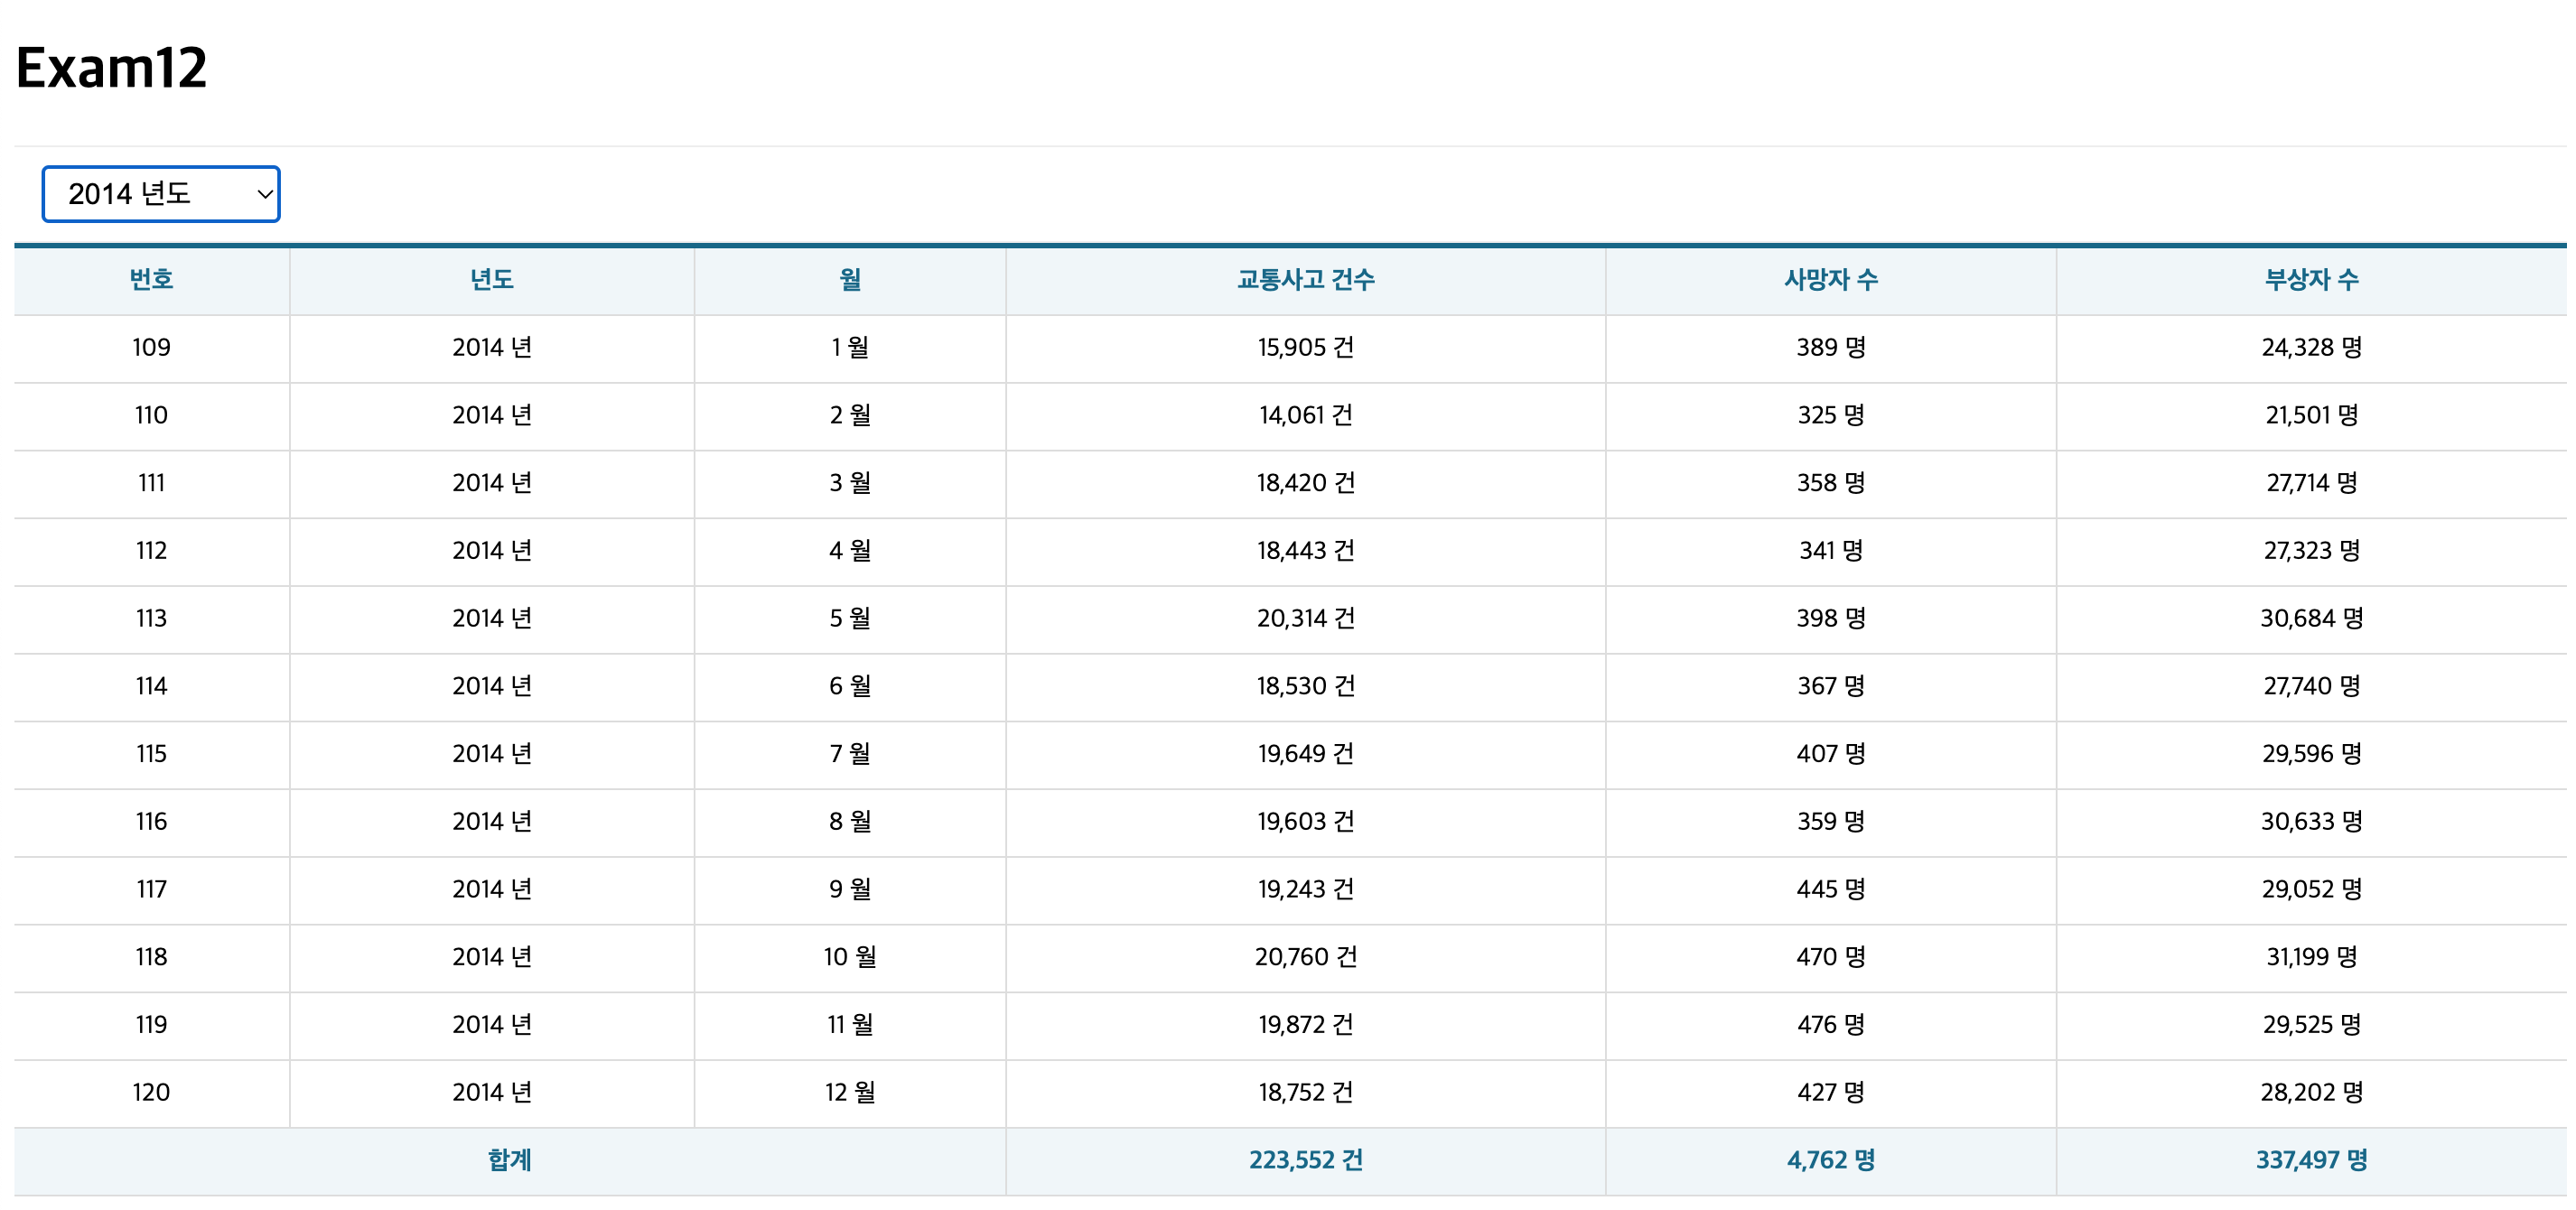 Exam12
2014 년도
번호 년도 월 교통사고 건수 사망자 수 부상자 수
109 2014 년 1 월 15,905 건 389 명 24,328 명
110 2014 년 2 월 14,061 건 325 명 21,501 명
111 2014 년 3 월 18,420 건 358 명 27,714 명
112 2014 년 4 월 18,443 건 341 명 27,323 명
113 2014 년 5 월 20,314 건 398 명 30,684 명
114 2014 년 6 월 18,530 건 367 명 27,740 명
115 2014 년 7 월 19,649 건 407 명 29,596 명
116 2014 년 8 월 19,603 건 359 명 30,633 명
117 2014 년 9 월 19,243 건 445 명 29,052 명
118 2014 년 10 월 20,760 건 470 명 31,199 명
119 2014 년 11 월 19,872 건 476 명 29,525 명
120 2014 년 12 월 18,752 건 427 명 28,202 명
합계 223,552 건 4,762 명 337,497 명